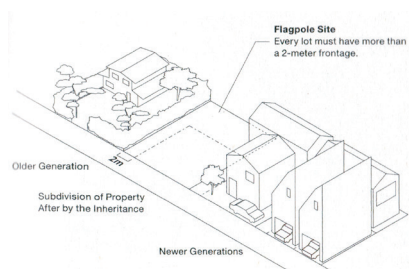 Flagpole Site
Every lot must have more than
a 2-meter frontage.
2m
Older Generation
Subdivision of Property
After by the Inheritance
Newer Generations